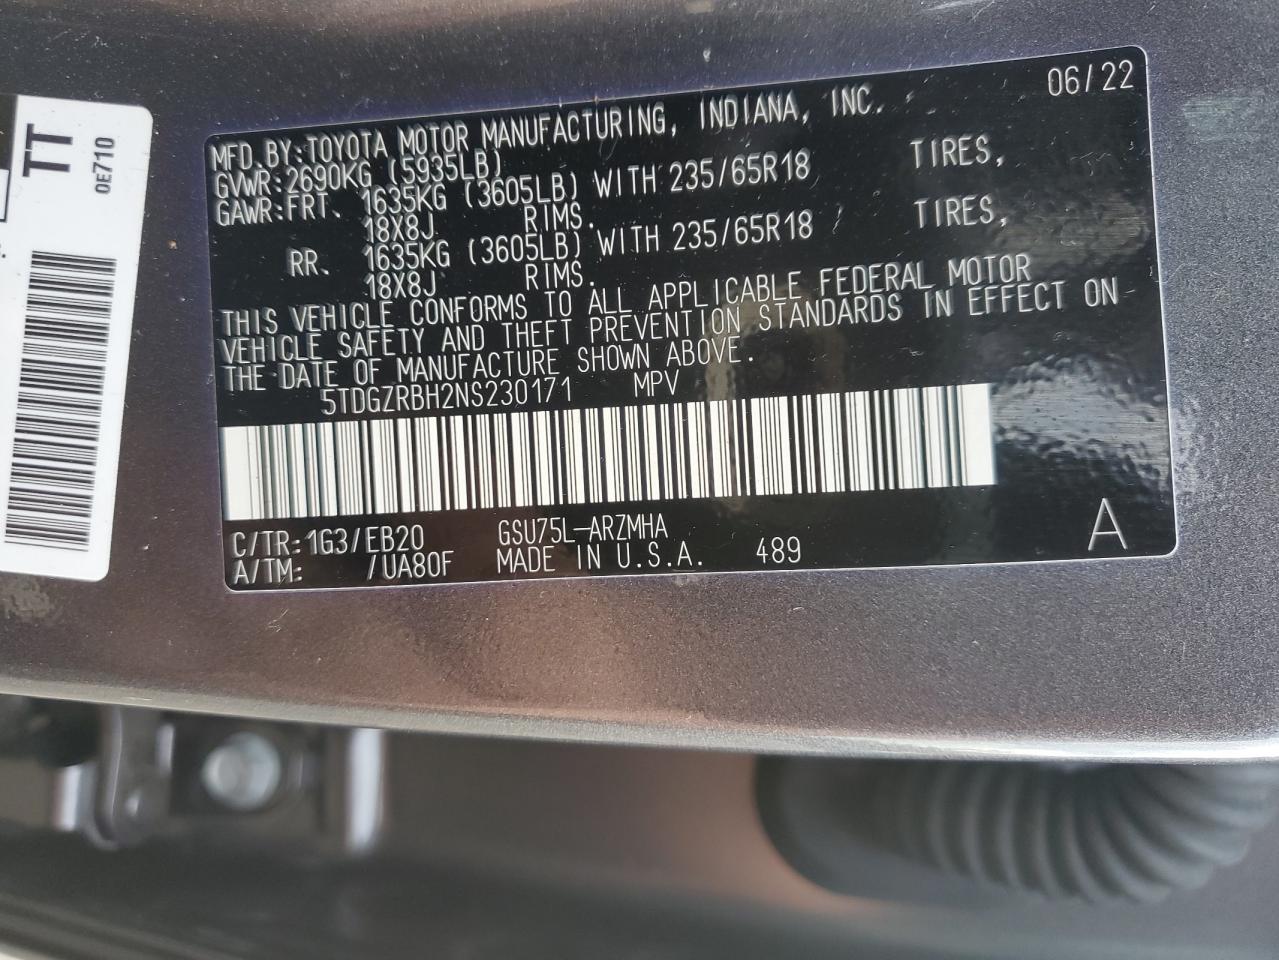 TT
0E710
06/22
MFD.BY:TOYOTA MOTOR MANUFACTURING, INDIANA, INC.
GVWR:2690KG (5935LB)
GAWR:FRT. 1635KG (3605LB) WITH 235/65R18 TIRES,
18X8J RIMS.
RR. 1635KG (3605LB) WITH 235/65R18 TIRES,
18X8J RIMS.
THIS VEHICLE CONFORMS TO ALL APPLICABLE FEDERAL MOTOR
VEHICLE SAFETY AND THEFT PREVENTION STANDARDS IN EFFECT ON
THE DATE OF MANUFACTURE SHOWN ABOVE.
5TDGZRBH2NS230171 MPV
C/TR:1G3/EB20 GSU75L-ARZMHA
A/TM: /UA80F MADE IN U.S.A. 489
A